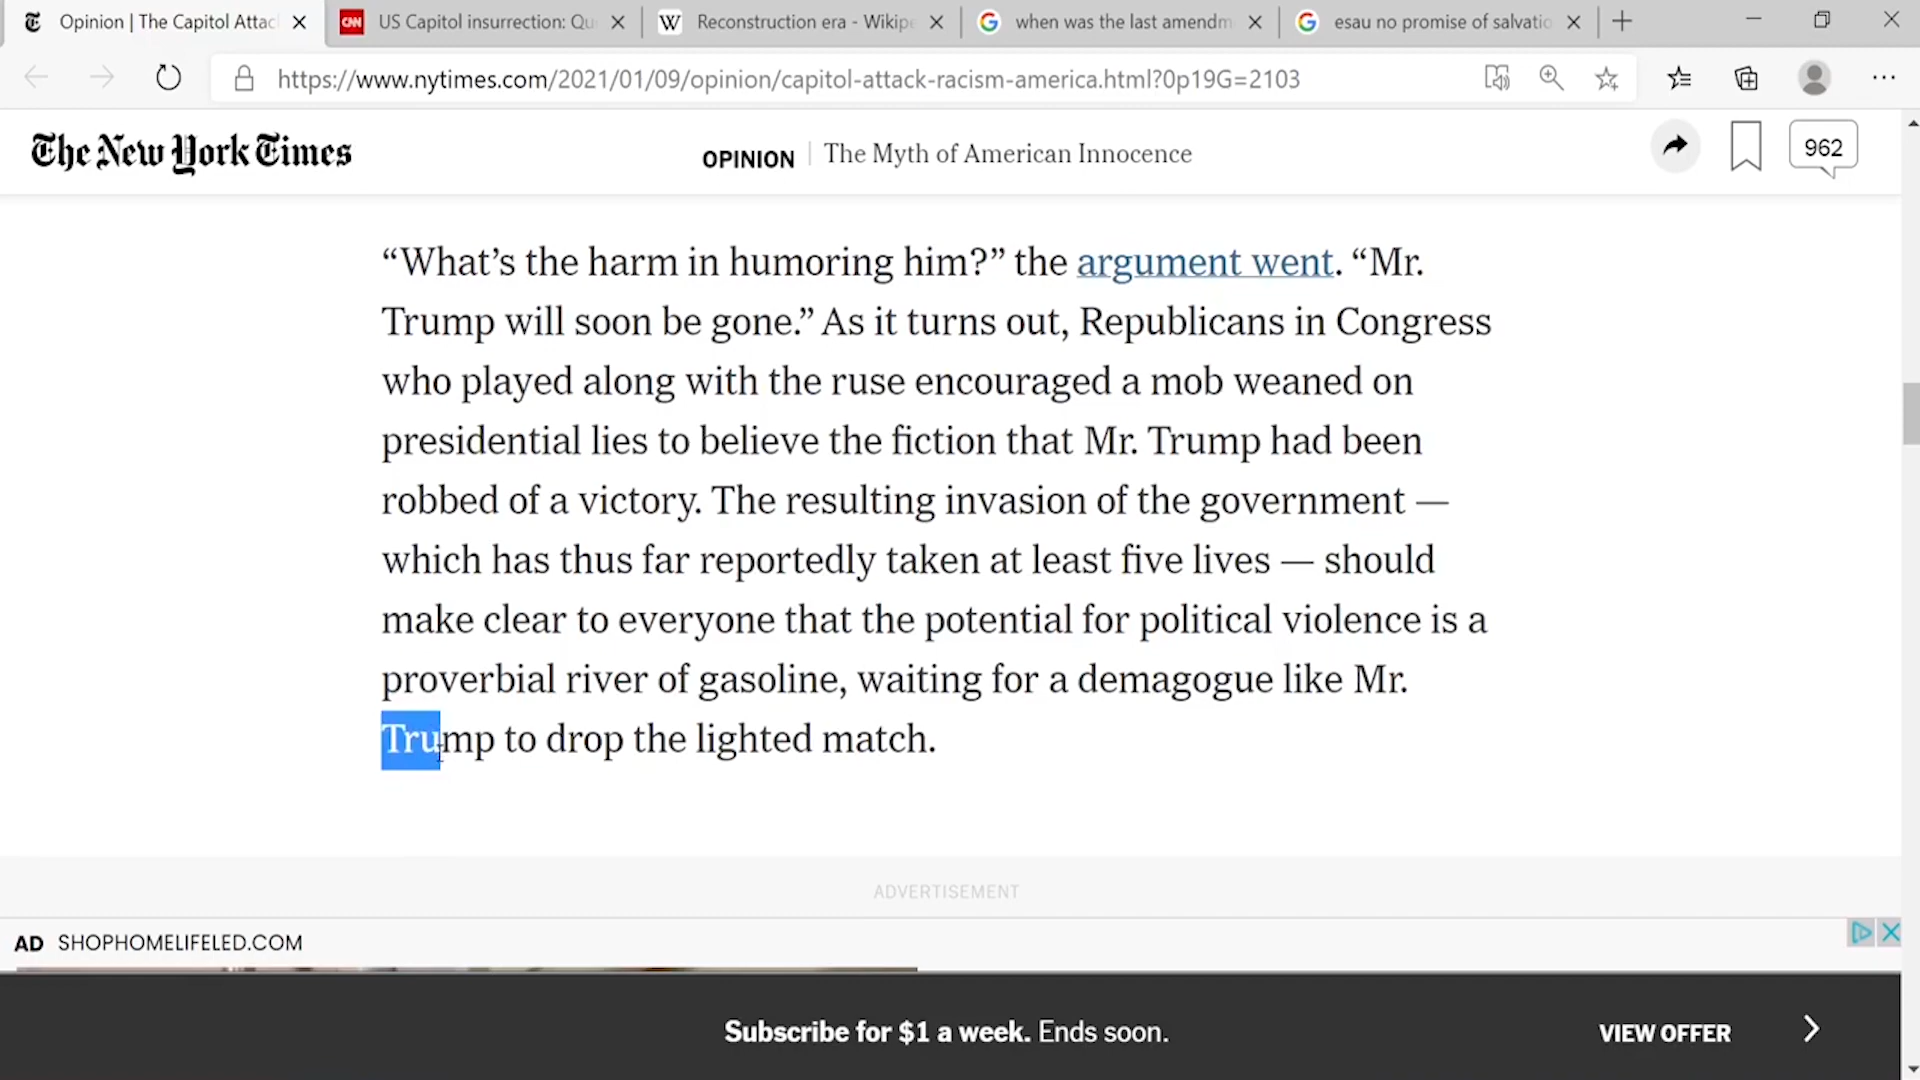 Opinion | The Capitol Attac
US Capitol insurrection: Qu
Reconstruction era - Wikipe
when was the last amendm
esau no promise of salvatio
https://www.nytimes.com/2021/01/09/opinion/capitol-attack-racism-america.html?0p19G=2103
The New York Times
OPINION | The Myth of American Innocence
962
“What’s the harm in humoring him?” the argument went. “Mr.
Trump will soon be gone.” As it turns out, Republicans in Congress
who played along with the ruse encouraged a mob weaned on
presidential lies to believe the fiction that Mr. Trump had been
robbed of a victory. The resulting invasion of the government —
which has thus far reportedly taken at least five lives — should
make clear to everyone that the potential for political violence is a
proverbial river of gasoline, waiting for a demagogue like Mr.
Trump to drop the lighted match.
ADVERTISEMENT
AD SHOPHOMELIFELED.COM
Subscribe for $1 a week. Ends soon.
VIEW OFFER